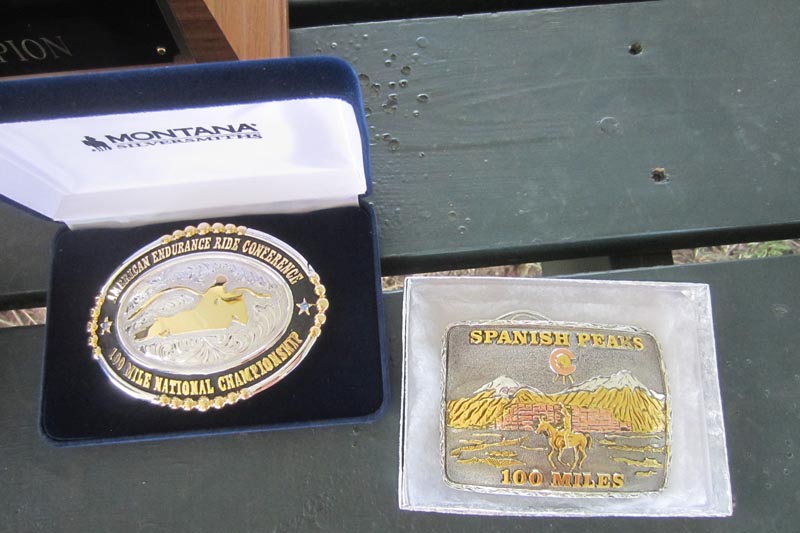 PION
MONTANA
SILVERSMITHS
AMERICAN ENDURANCE RIDE CONFERENCE
100 MILE NATIONAL CHAMPIONSHIP
SPANISH PEAKS
100 MILES